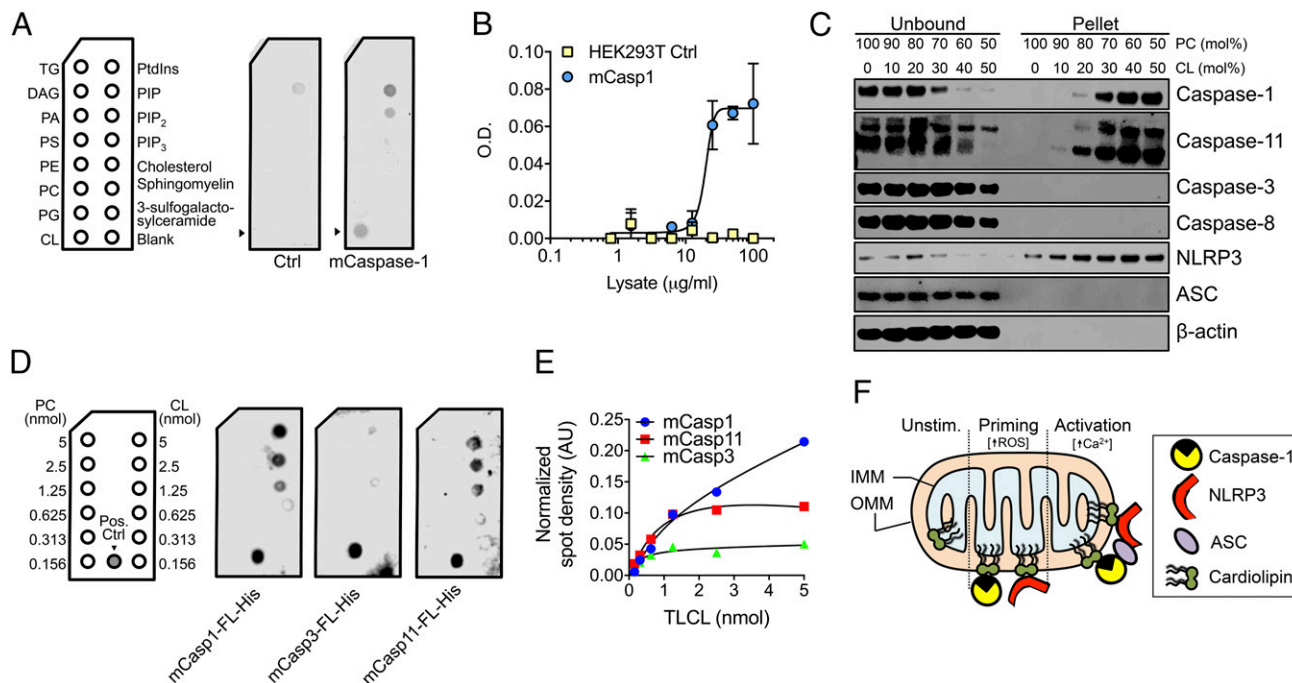 A
TG PtdIns
DAG PIP
PA PIP2
PS PIP3
PE Cholesterol
PC Sphingomyelin
PG 3-sulfogalacto-
sylceramide
CL Blank
Ctrl mCaspase-1
B
HEK293T Ctrl
mCasp1
O.D.
0.10
0.08
0.06
0.04
0.02
0.00
0.1 1 10 100
Lysate (μg/ml)
C
Unbound Pellet
100 90 80 70 60 50 100 90 80 70 60 50 PC (mol%)
0 10 20 30 40 50 0 10 20 30 40 50 CL (mol%)
Caspase-1
Caspase-11
Caspase-3
Caspase-8
NLRP3
ASC
β-actin
D
PC (nmol) CL (nmol)
5 5
2.5 2.5
1.25 1.25
0.625 0.625
0.313 0.313
0.156 0.156
Pos. Ctrl
mCasp1-FL-His
mCasp3-FL-His
mCasp11-FL-His
E
mCasp1
mCasp11
mCasp3
Normalized
spot density (AU)
0.25
0.20
0.15
0.10
0.05
0.00
0 1 2 3 4 5
TLCL (nmol)
F
Unstim. Priming Activation
[↑ROS] [↑Ca2+]
IMM
OMM
Caspase-1
NLRP3
ASC
Cardiolipin